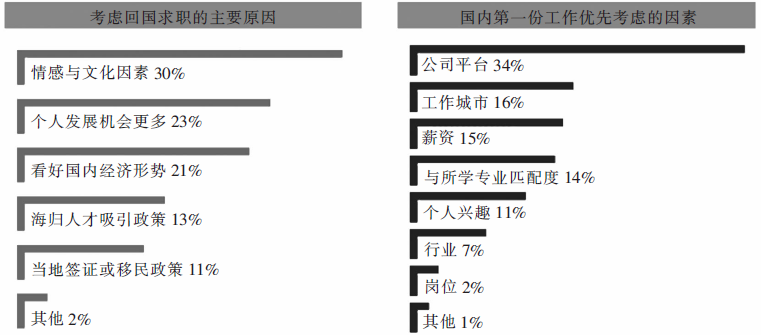 考虑回国求职的主要原因
情感与文化因素 30%
个人发展机会更多 23%
看好国内经济形势 21%
海归人才吸引政策 13%
当地签证或移民政策 11%
其他 2%
国内第一份工作优先考虑的因素
公司平台 34%
工作城市 16%
薪资 15%
与所学专业匹配度 14%
个人兴趣 11%
行业 7%
岗位 2%
其他 1%